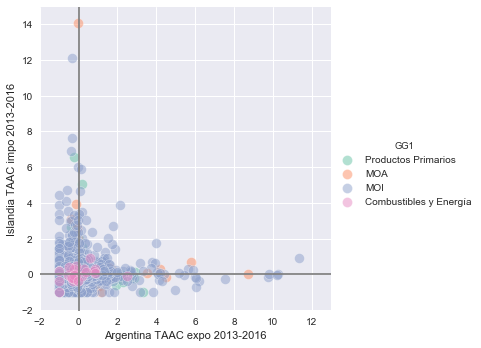 14
12
10
8
6
4
2
0
−2
Islandia TAAC impo 2013-2016
−2 0 2 4 6 8 10 12
Argentina TAAC expo 2013-2016
GG1
Productos Primarios
MOA
MOI
Combustibles y Energía